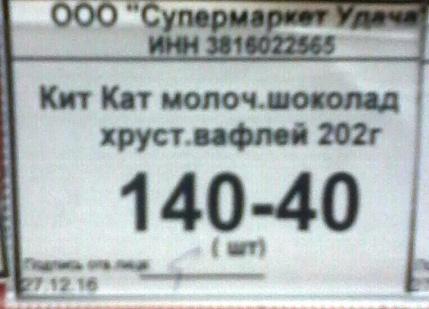 ООО "Супермаркет Удача"
ИНН 3816022565
Кит Кат молоч.шоколад
хруст.вафлей 202г
140-40
( шт)
Подпись отв.лица
27.12.16